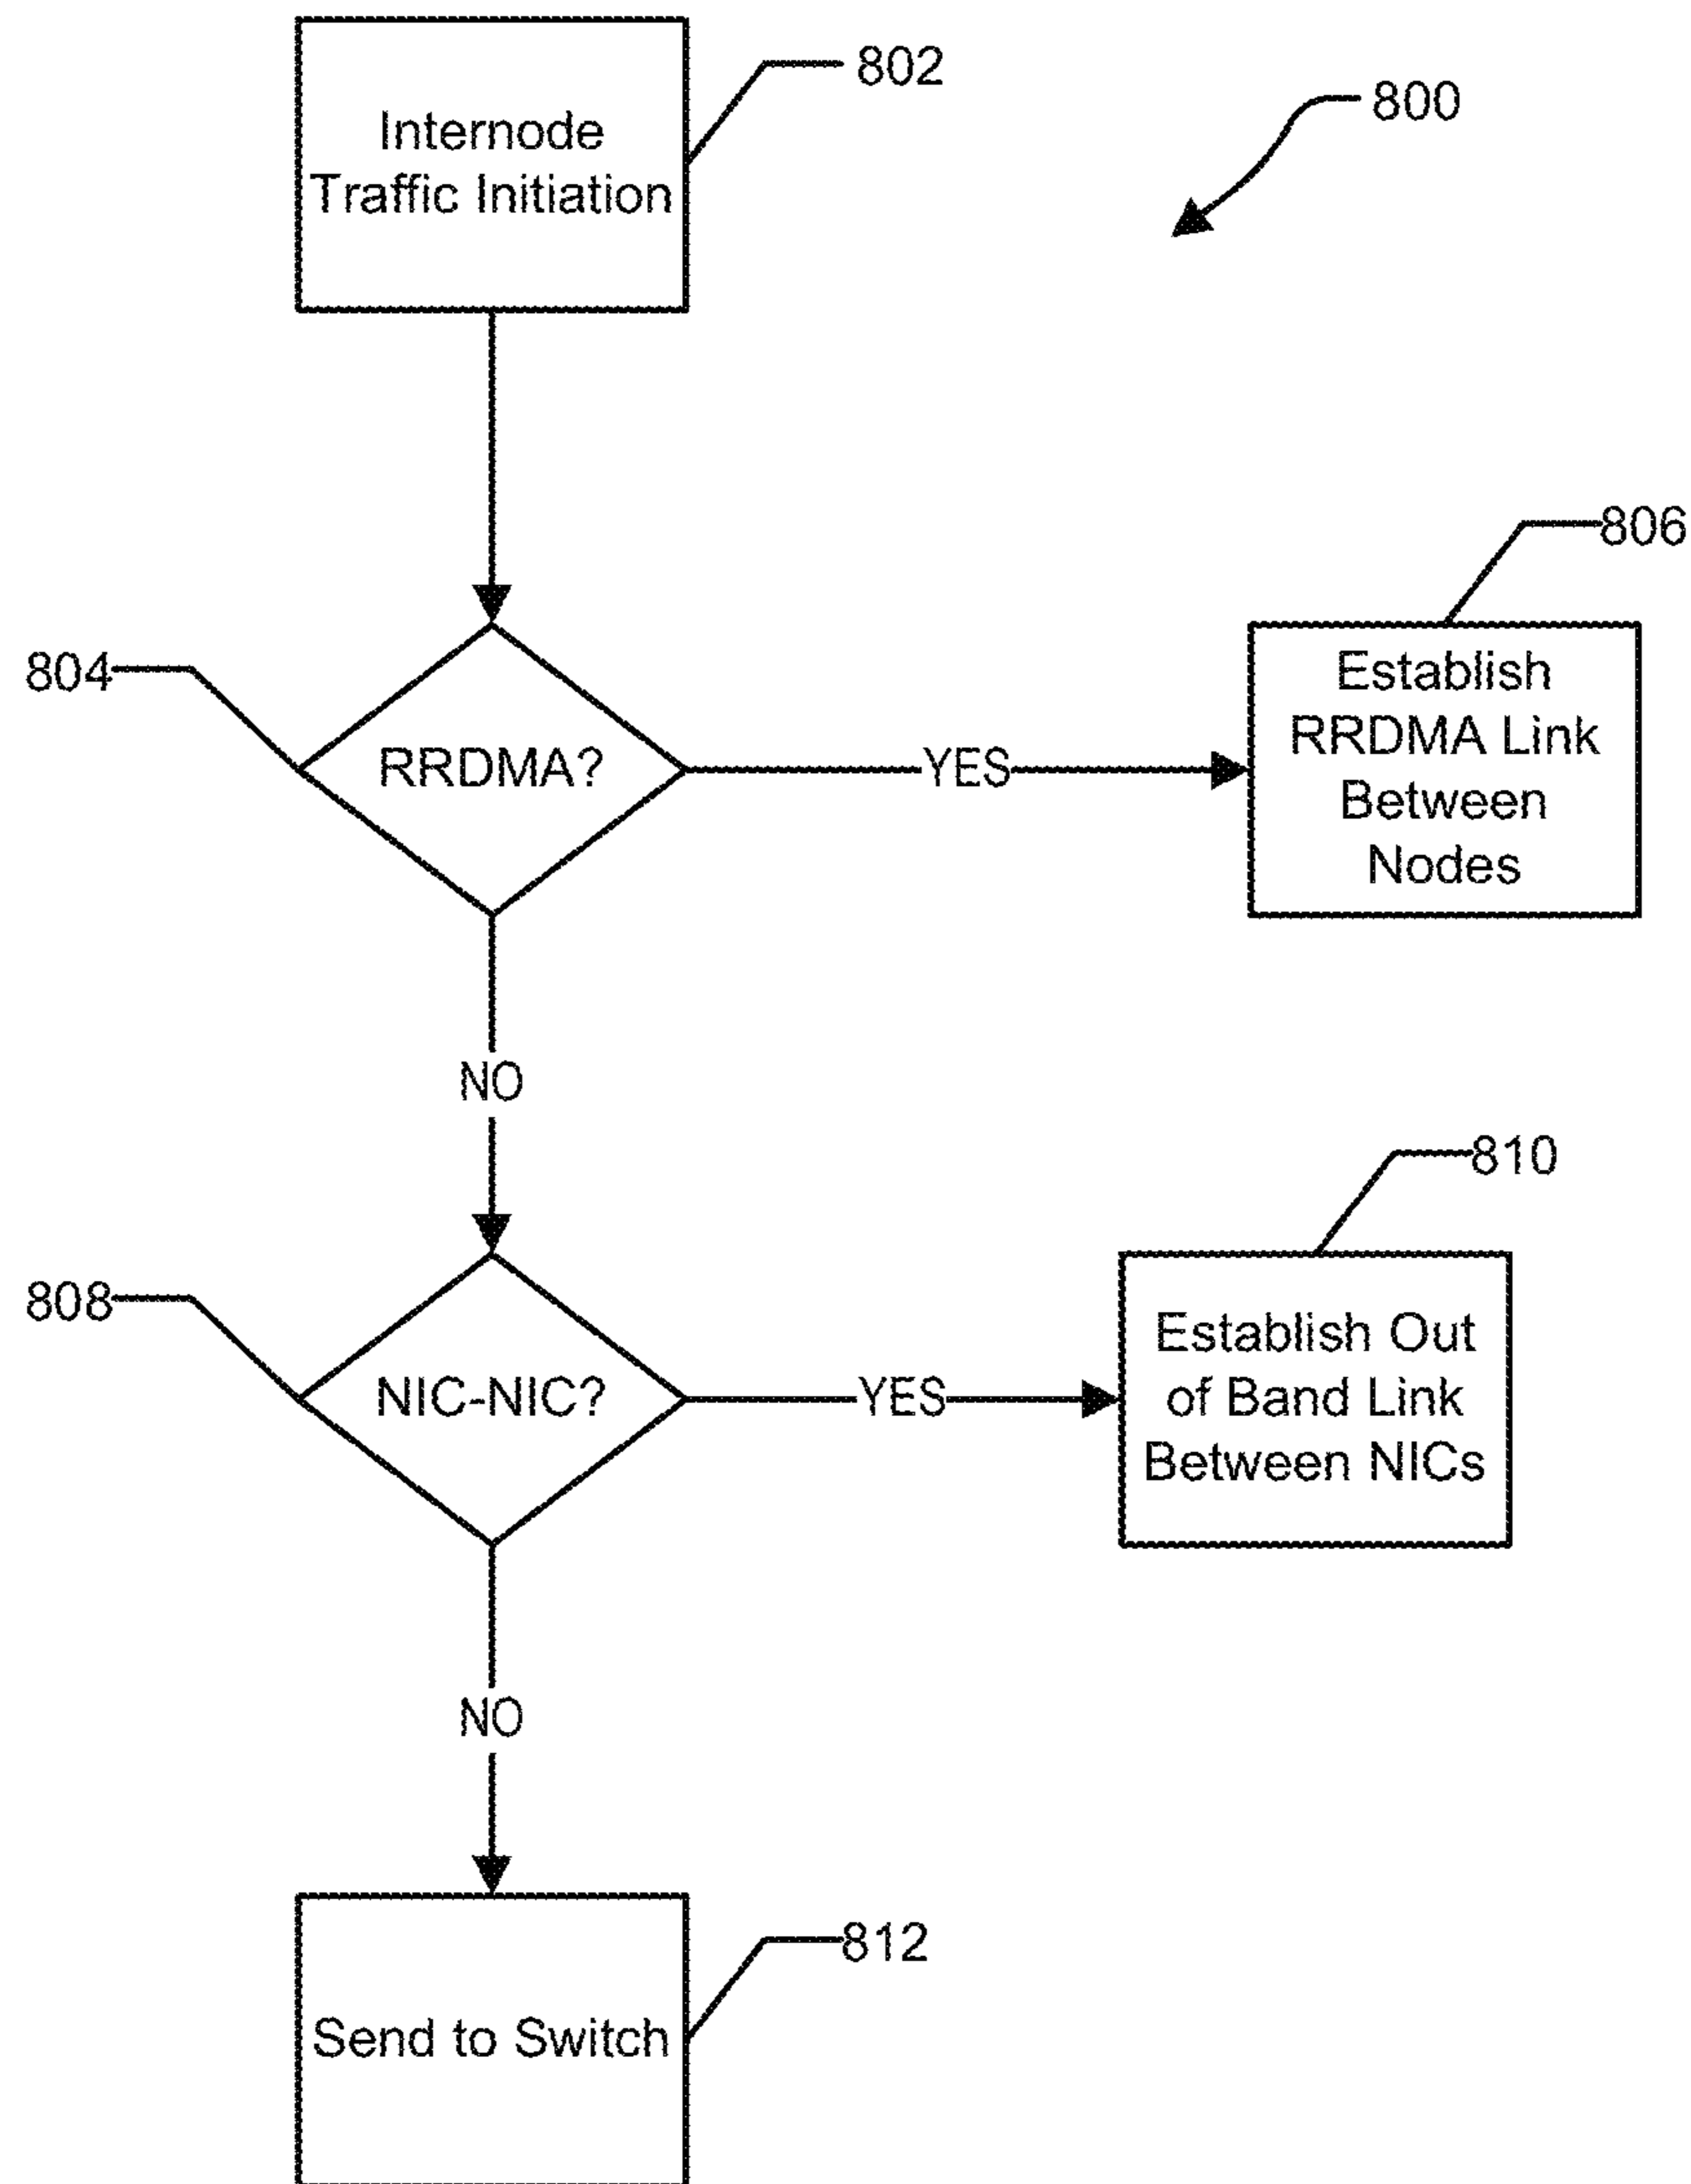 802
Internode
Traffic Initiation
800
806
804
RRDMA?
YES
Establish
RRDMA Link
Between
Nodes
NO
810
808
NIC-NIC?
YES
Establish Out
of Band Link
Between NICs
NO
812
Send to Switch